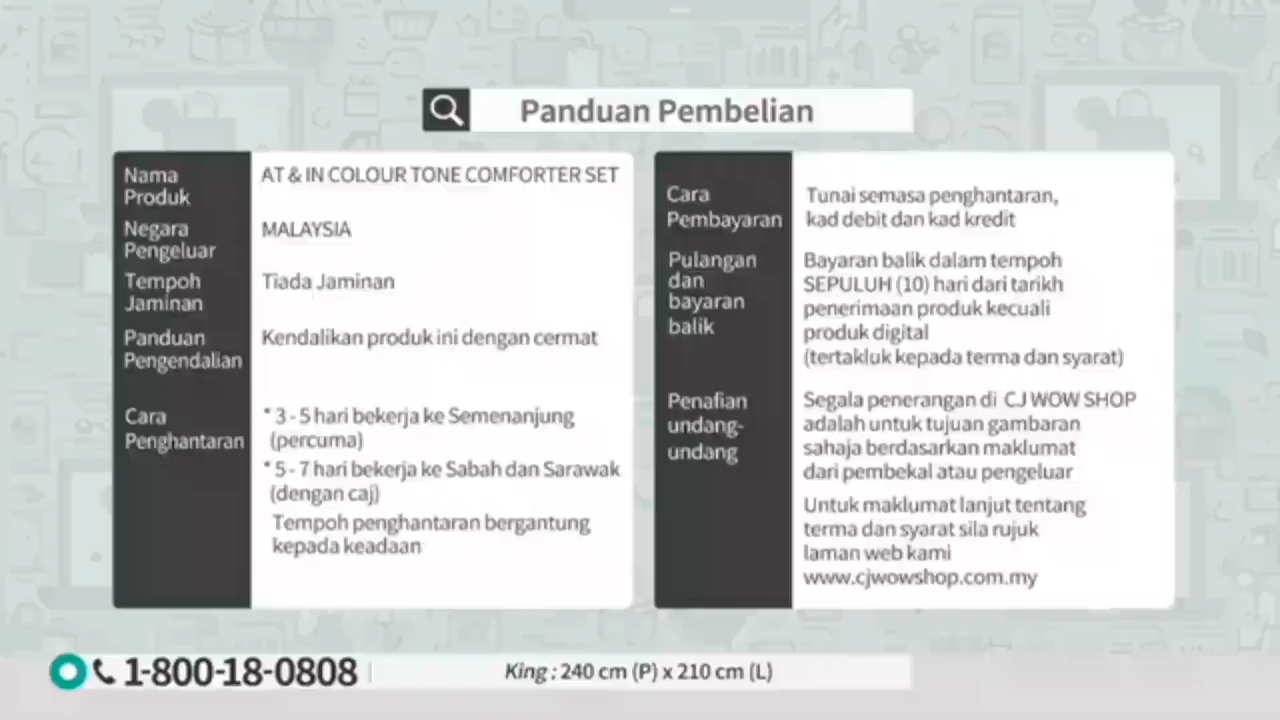 Panduan Pembelian
Nama
Produk
AT & IN COLOUR TONE COMFORTER SET
Negara
Pengeluar
MALAYSIA
Tempoh
Jaminan
Tiada Jaminan
Panduan
Pengendalian
Kendalikan produk ini dengan cermat
Cara
Penghantaran
* 3 - 5 hari bekerja ke Semenanjung
(percuma)
* 5 - 7 hari bekerja ke Sabah dan Sarawak
(dengan caj)
Tempoh penghantaran bergantung
kepada keadaan
Cara
Pembayaran
Tunai semasa penghantaran,
kad debit dan kad kredit
Pulangan
dan
bayaran
balik
Bayaran balik dalam tempoh
SEPULUH (10) hari dari tarikh
penerimaan produk kecuali
produk digital
(tertakluk kepada terma dan syarat)
Penafian
undang-
undang
Segala penerangan di CJ WOW SHOP
adalah untuk tujuan gambaran
sahaja berdasarkan maklumat
dari pembekal atau pengeluar
Untuk maklumat lanjut tentang
terma dan syarat sila rujuk
laman web kami
www.cjwowshop.com.my
1-800-18-0808
King : 240 cm (P) x 210 cm (L)